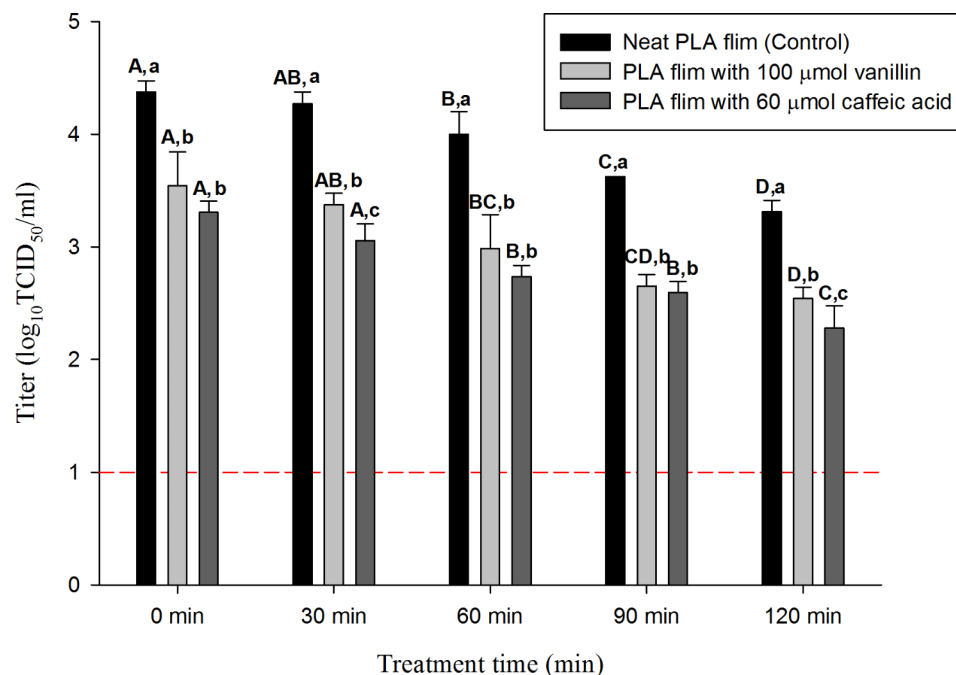 5
4
3
2
1
0
Titer (log₁₀TCID₅₀/ml)
Neat PLA flim (Control)
PLA flim with 100 μmol vanillin
PLA flim with 60 μmol caffeic acid
A,a
A,b
A,b
AB,a
AB,b
A,c
B,a
BC,b
B,b
C,a
CD,b
B,b
D,a
D,b
C,c
0 min
30 min
60 min
90 min
120 min
Treatment time (min)